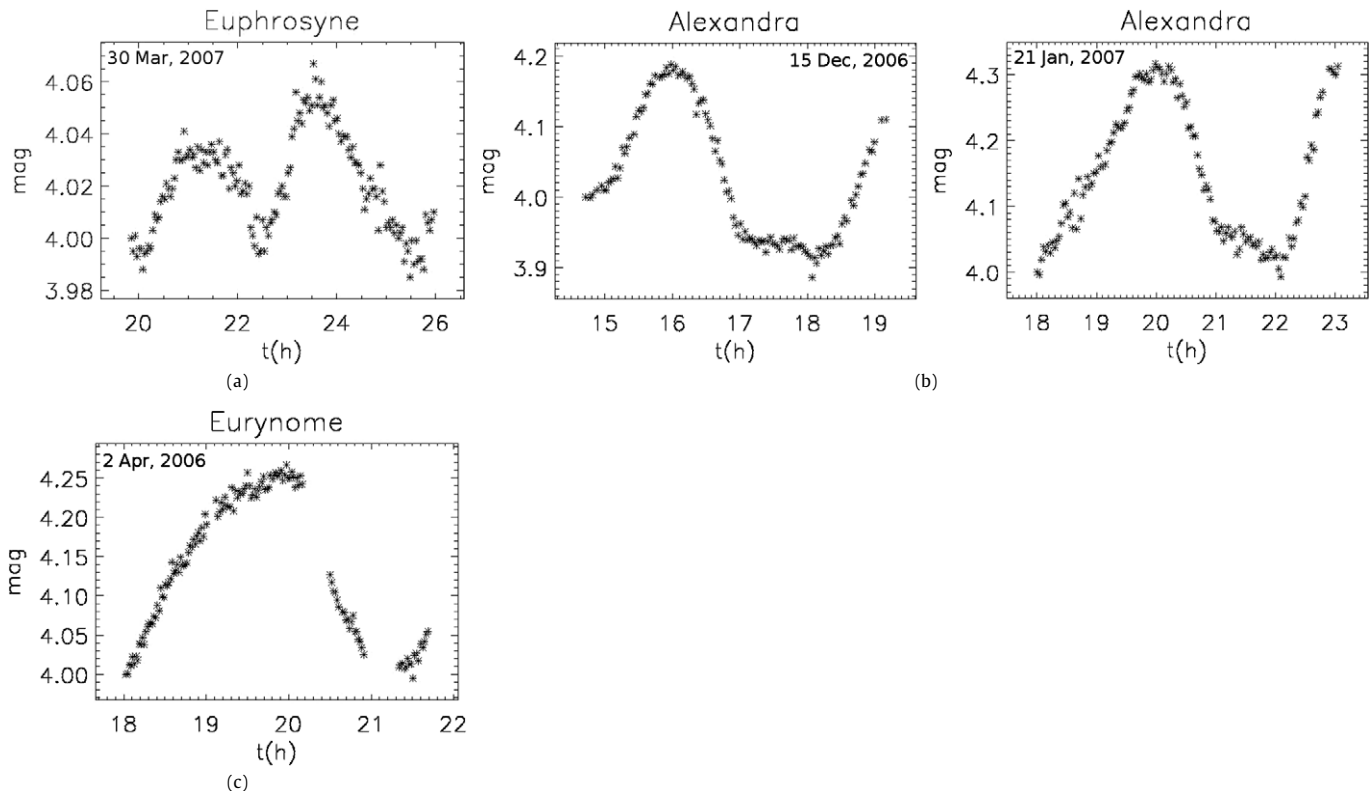 Euphrosyne
30 Mar, 2007
4.06
4.04
4.02
4.00
3.98
mag
20 22 24 26
t(h)
(a)
Alexandra
15 Dec, 2006
4.2
4.1
4.0
3.9
mag
15 16 17 18 19
t(h)
Alexandra
21 Jan, 2007
4.3
4.2
4.1
4.0
mag
18 19 20 21 22 23
t(h)
(b)
Eurynome
2 Apr, 2006
4.25
4.20
4.15
4.10
4.05
4.00
mag
18 19 20 21 22
t(h)
(c)